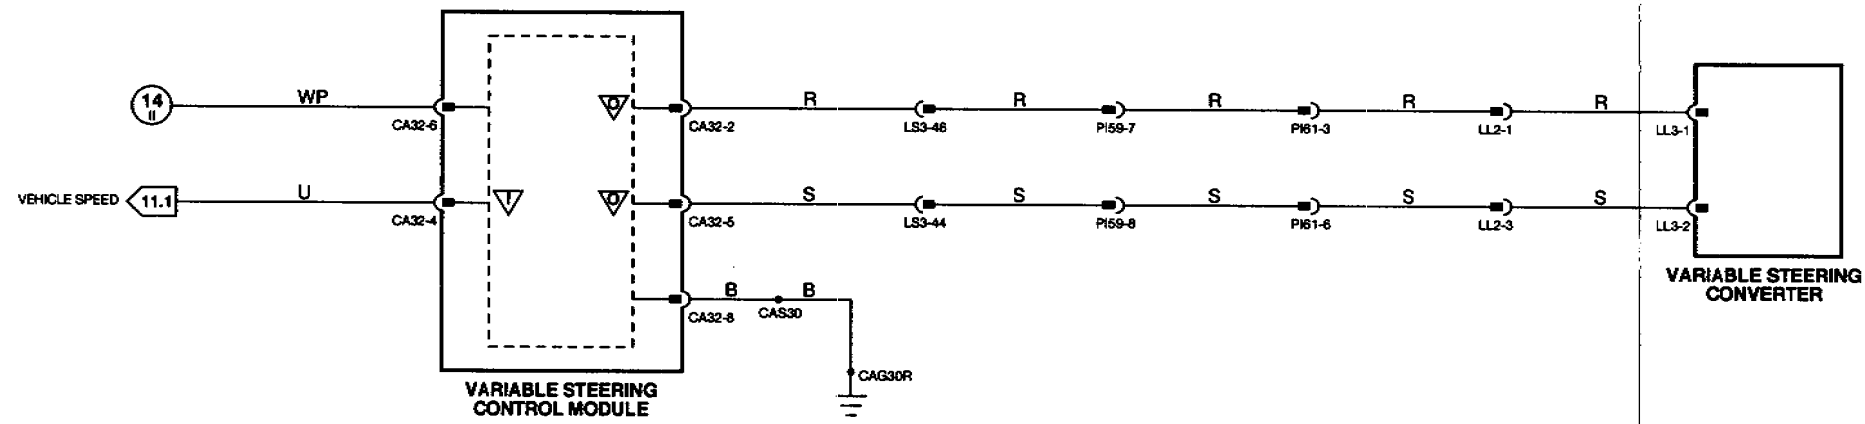 14
II
WP
CA32-6
O
CA32-2
R
LS3-46
R
PI59-7
R
PI61-3
R
LL2-1
R
LL3-1
VEHICLE SPEED
11.1
U
CA32-4
I
O
CA32-5
S
LS3-44
S
PI59-8
S
PI61-6
S
LL2-3
S
LL3-2
CA32-8
B
CAS30
B
CAG30R
VARIABLE STEERING
CONTROL MODULE
VARIABLE STEERING
CONVERTER